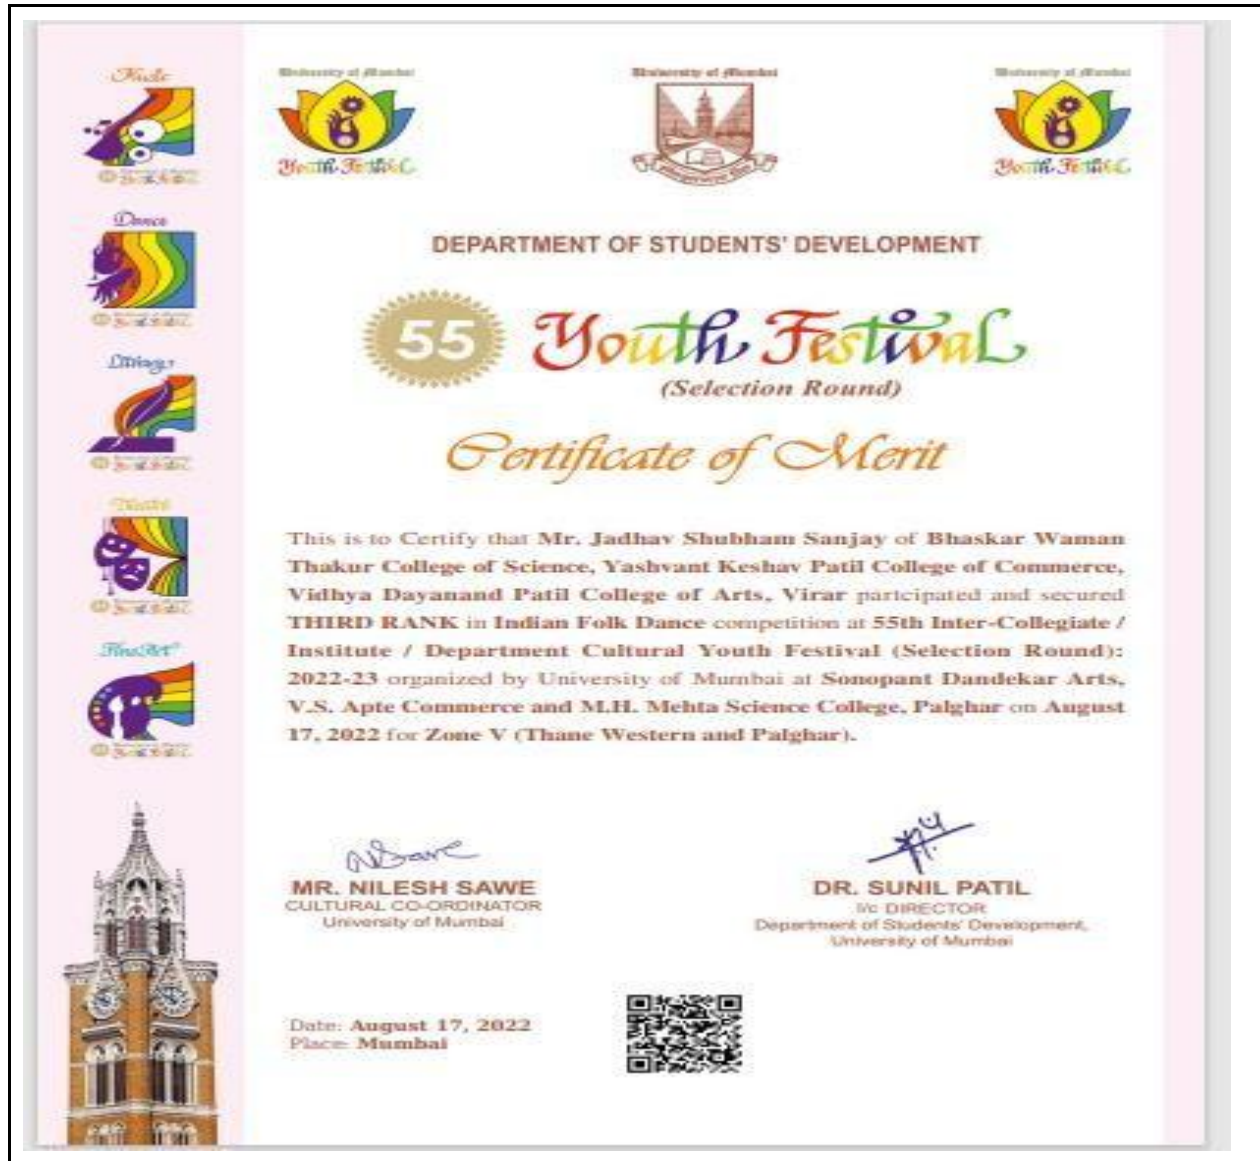 Music
University of Mumbai
Youth Festival
University of Mumbai
University of Mumbai
Youth Festival
Dance
Literary
Theatre
Fine Art
DEPARTMENT OF STUDENTS' DEVELOPMENT
55 Youth Festival
(Selection Round)
Certificate of Merit
This is to Certify that Mr. Jadhav Shubham Sanjay of Bhaskar Waman
Thakur College of Science, Yashvant Keshav Patil College of Commerce,
Vidhya Dayanand Patil College of Arts, Virar partcipated and secured
THIRD RANK in Indian Folk Dance competition at 55th Inter-Collegiate /
Institute / Department Cultural Youth Festival (Selection Round):
2022-23 organized by University of Mumbai at Sonopant Dandekar Arts,
V.S. Apte Commerce and M.H. Mehta Science College, Palghar on August
17, 2022 for Zone V (Thane Western and Palghar).
MR. NILESH SAWE
CULTURAL CO-ORDINATOR
University of Mumbai
DR. SUNIL PATIL
I/c DIRECTOR
Department of Students' Development,
University of Mumbai
Date: August 17, 2022
Place: Mumbai